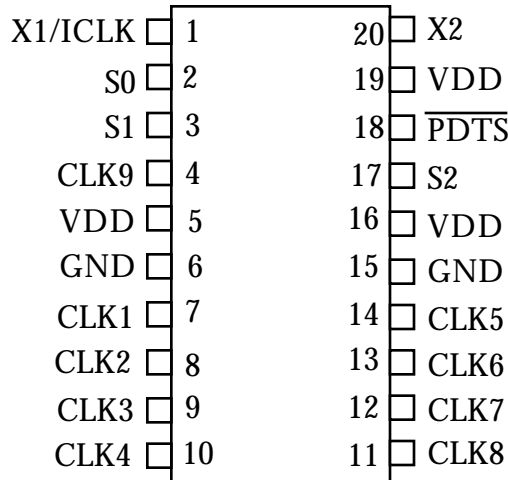 X1/ICLK 1 20 X2
S0 2 19 VDD
S1 3 18 PDTS
CLK9 4 17 S2
VDD 5 16 VDD
GND 6 15 GND
CLK1 7 14 CLK5
CLK2 8 13 CLK6
CLK3 9 12 CLK7
CLK4 10 11 CLK8